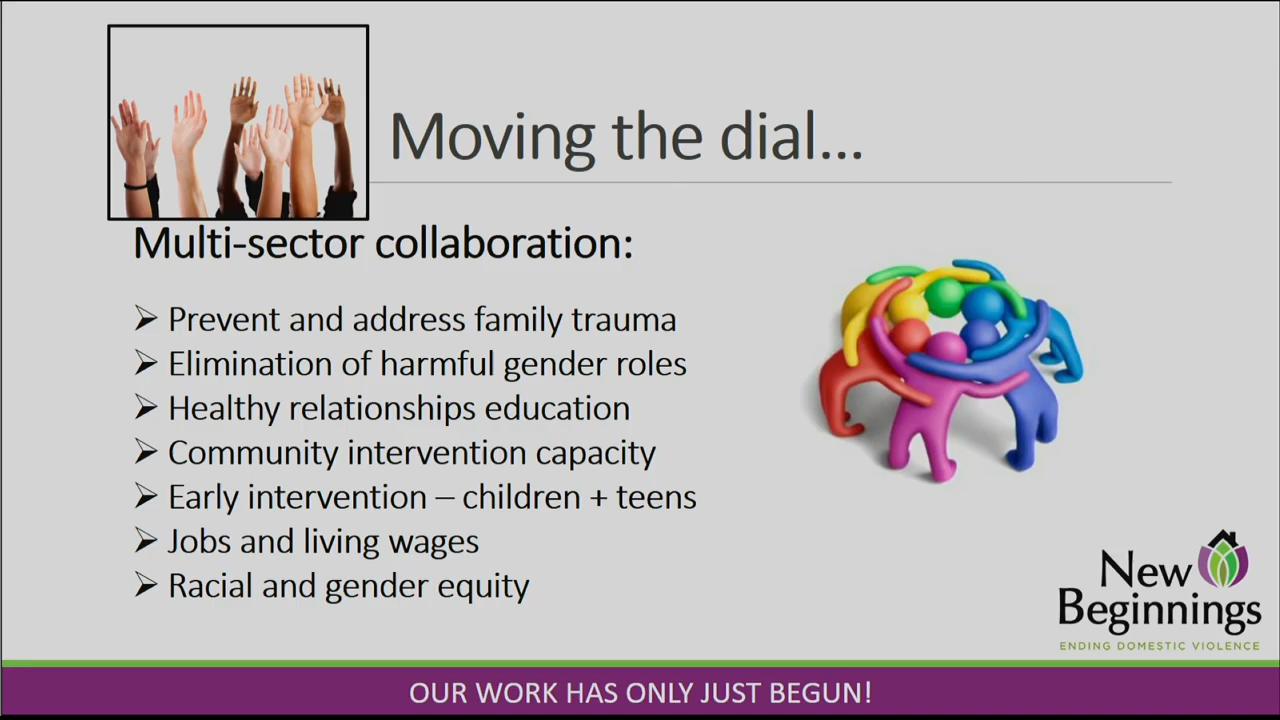 Moving the dial...
Multi-sector collaboration:
➢ Prevent and address family trauma
➢ Elimination of harmful gender roles
➢ Healthy relationships education
➢ Community intervention capacity
➢ Early intervention – children + teens
➢ Jobs and living wages
➢ Racial and gender equity
New
Beginnings
ENDING DOMESTIC VIOLENCE
OUR WORK HAS ONLY JUST BEGUN!